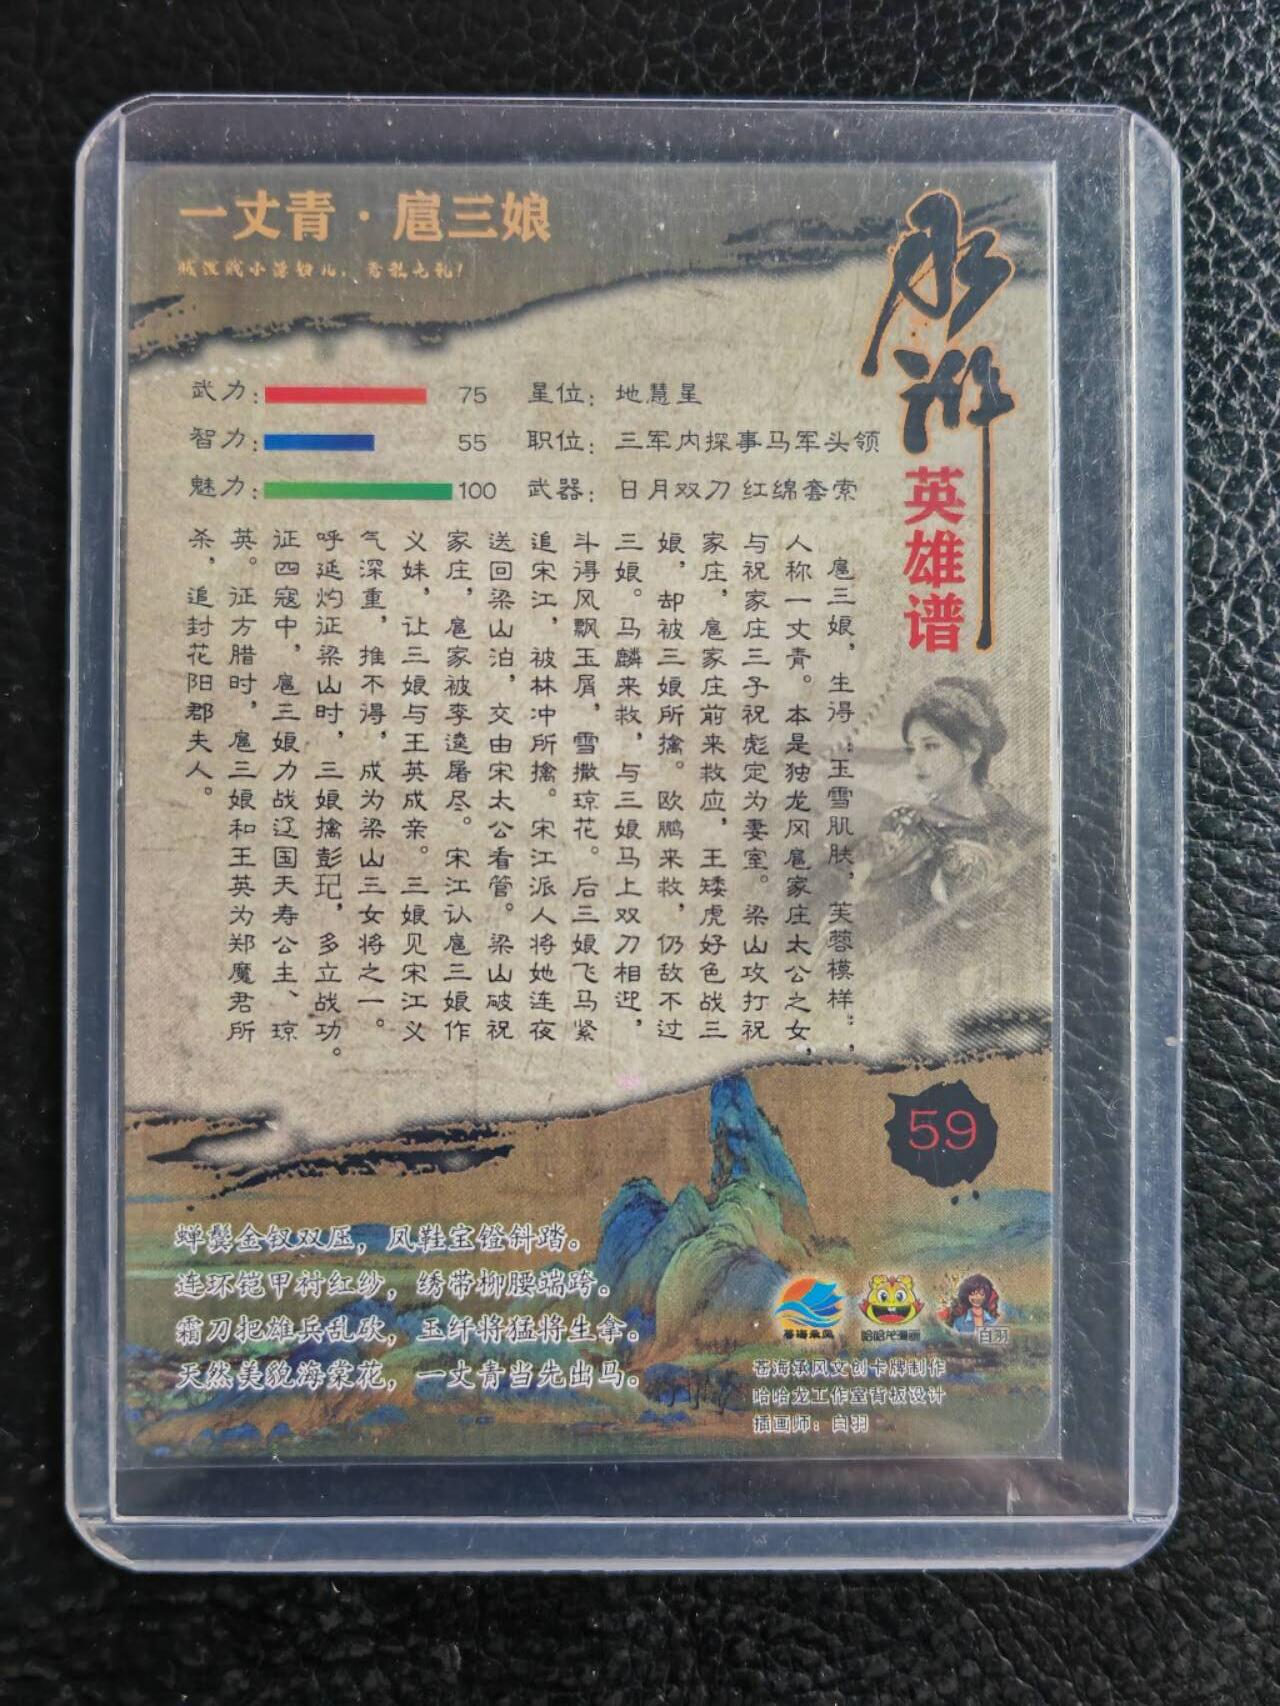 一丈青·扈三娘
水浒
英雄谱
武力: 75 星位: 地慧星
智力: 55 职位: 三军内探事马军头领
魅力: 100 武器: 日月双刀 红绵套索
扈三娘，生得:玉雪肌肤，芙蓉模样:，
人称一丈青。本是独龙冈扈家庄太公之女，
与祝家庄三子祝彪定为妻室。梁山攻打祝
家庄，扈家庄前来救应，王矮虎好色战三
娘，却被三娘所擒。欧鹏来救，仍敌不过
三娘。马麟来救，与三娘马上双刀相迎，
斗得风飘玉屑，雪撒琼花。后三娘飞马紧
追宋江，被林冲所擒。宋江派人将她连夜
送回梁山泊，交由宋太公看管。梁山破祝
家庄，扈家被李逵屠尽。宋江认扈三娘作
义妹，让三娘与王英成亲。三娘见宋江义
气深重，推不得，成为梁山三女将之一。
呼延灼征梁山时，三娘擒彭玘，多立战功。
征四寇中，扈三娘力战辽国天寿公主、琼
英。征方腊时，扈三娘和王英为郑魔君所
杀，追封花阳郡夫人。
59
蝉鬓金钗双压，凤鞋宝镫斜踏。
连环铠甲衬红纱，绣带柳腰端跨。
霜刀把雄兵乱砍，玉纤将猛将生拿。
天然美貌海棠花，一丈青当先出马。
苍海承风
哈哈龙漫画
白羽
苍海承风文创卡牌制作
哈哈龙工作室背板设计
插画师：白羽